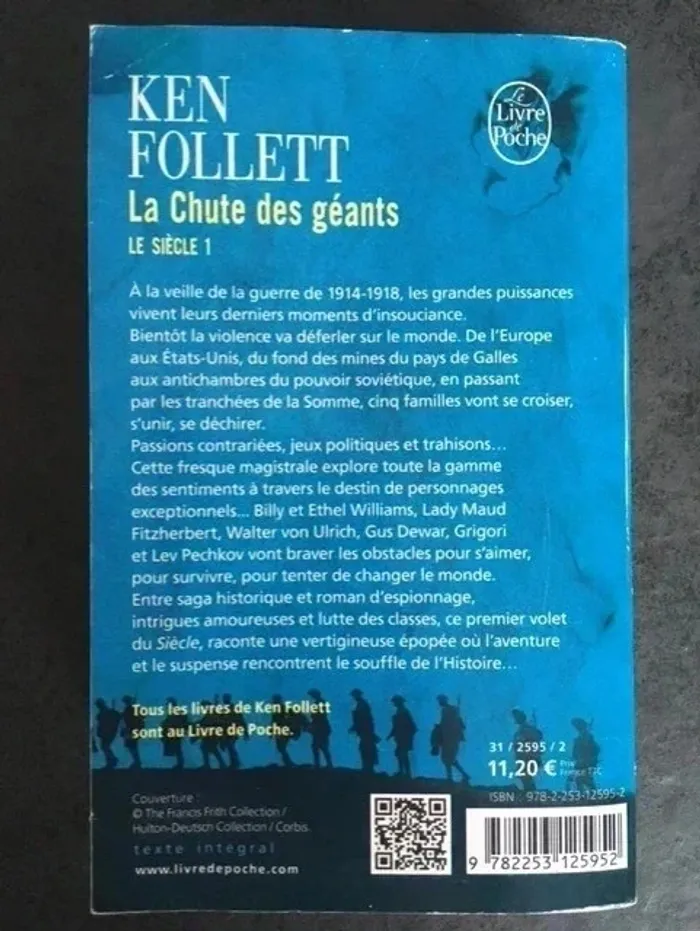 KEN
FOLLETT
Le
Livre
de
Poche
La Chute des géants
LE SIÈCLE 1
À la veille de la guerre de 1914-1918, les grandes puissances
vivent leurs derniers moments d'insouciance.
Bientôt la violence va déferler sur le monde. De l'Europe
aux États-Unis, du fond des mines du pays de Galles
aux antichambres du pouvoir soviétique, en passant
par les tranchées de la Somme, cinq familles vont se croiser,
s'unir, se déchirer.
Passions contrariées, jeux politiques et trahisons...
Cette fresque magistrale explore toute la gamme
des sentiments à travers le destin de personnages
exceptionnels... Billy et Ethel Williams, Lady Maud
Fitzherbert, Walter von Ulrich, Gus Dewar, Grigori
et Lev Pechkov vont braver les obstacles pour s'aimer,
pour survivre, pour tenter de changer le monde.
Entre saga historique et roman d'espionnage,
intrigues amoureuses et lutte des classes, ce premier volet
du Siècle, raconte une vertigineuse épopée où l'aventure
et le suspense rencontrent le souffle de l'Histoire...
Tous les livres de Ken Follett
sont au Livre de Poche.
31 / 2595 / 2
11,20 € Prix France TTC
ISBN : 978-2-253-12595-2
Couverture :
© The Francis Frith Collection /
Hulton-Deutsch Collection / Corbis.
texte intégral
www.livredepoche.com
9 782253 125952